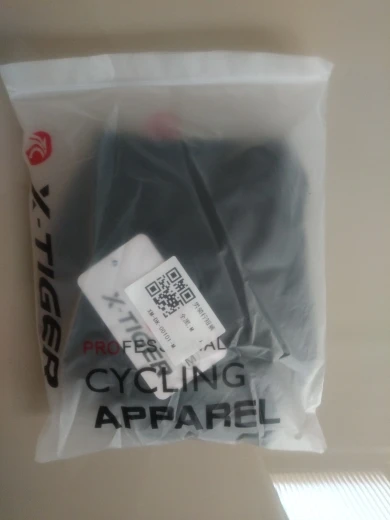 X-TIGER
X-TIGER
PROFESSIONAL
CYCLING
APPAREL